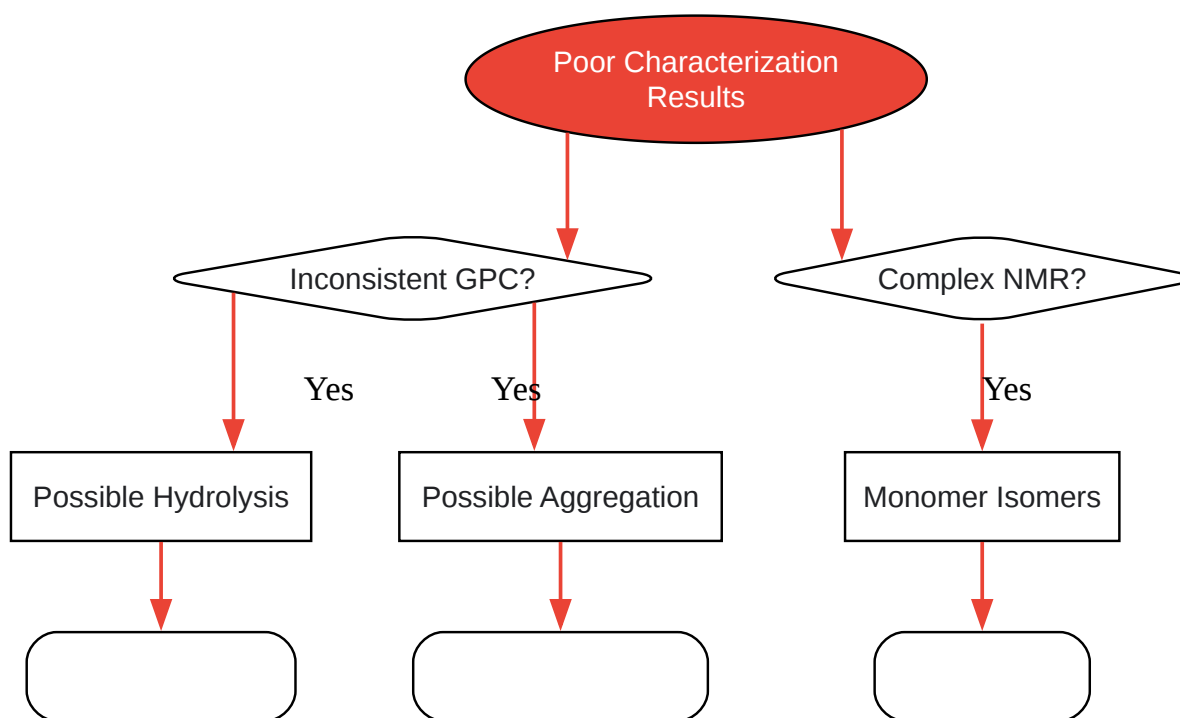 Poor Characterization
Results
Inconsistent GPC?
Complex NMR?
Yes
Yes
Yes
Possible Hydrolysis
Possible Aggregation
Monomer Isomers